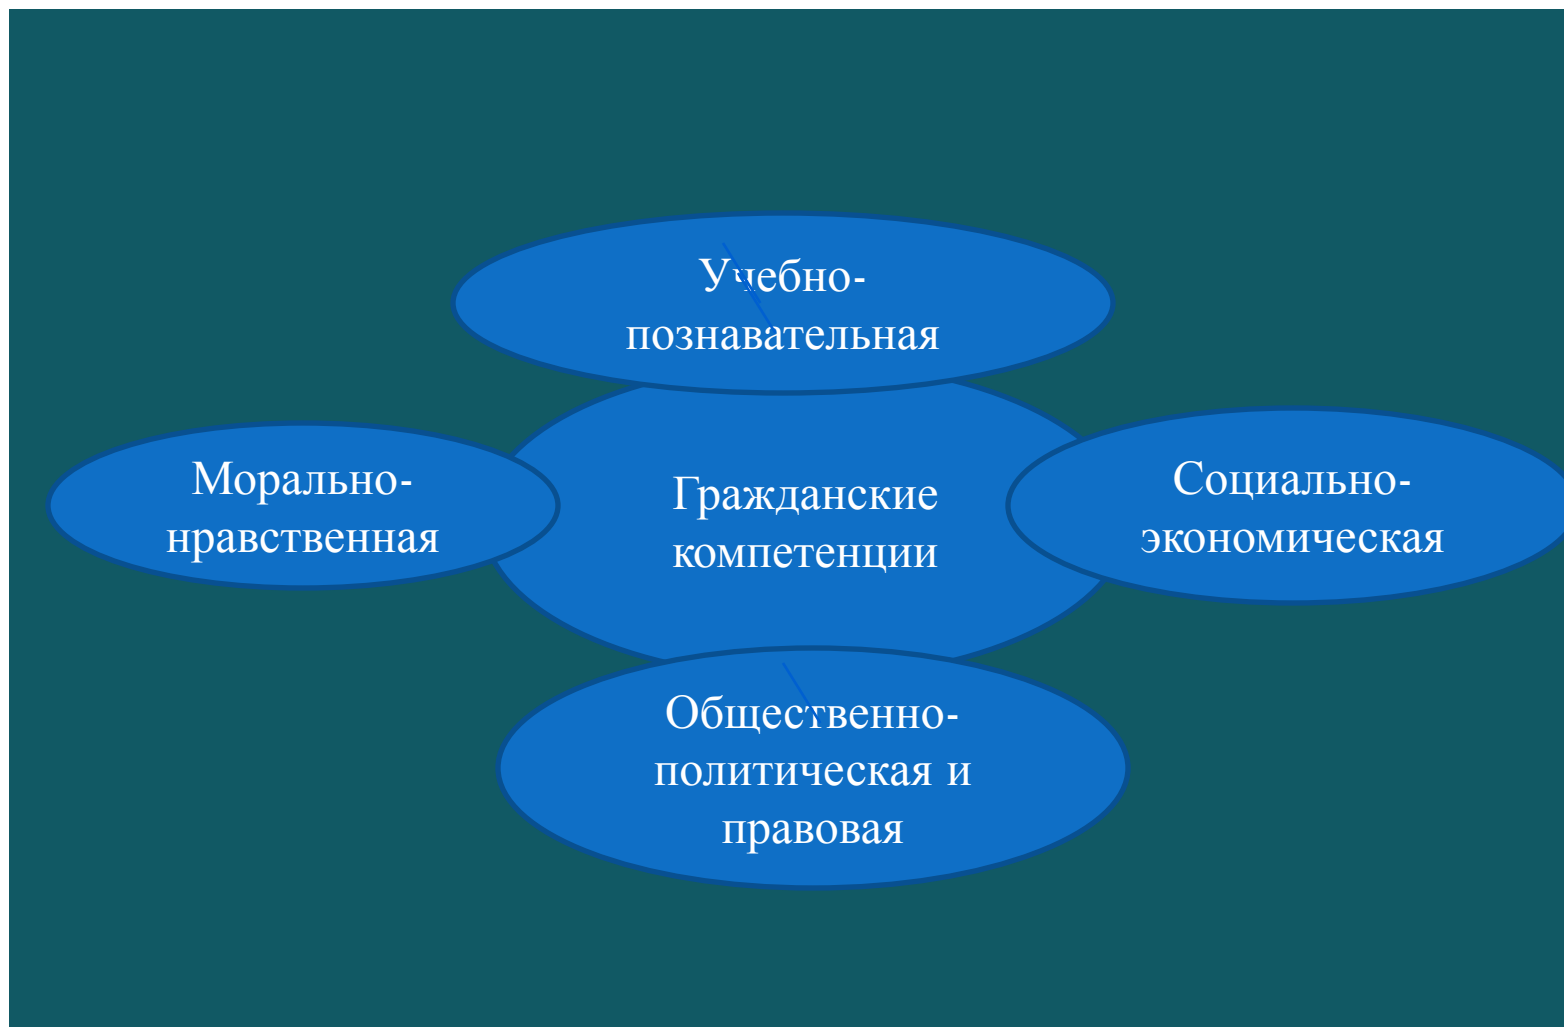 Учебно-
познавательная
Морально-
нравственная
Гражданские
компетенции
Социально-
экономическая
Общественно-
политическая и
правовая